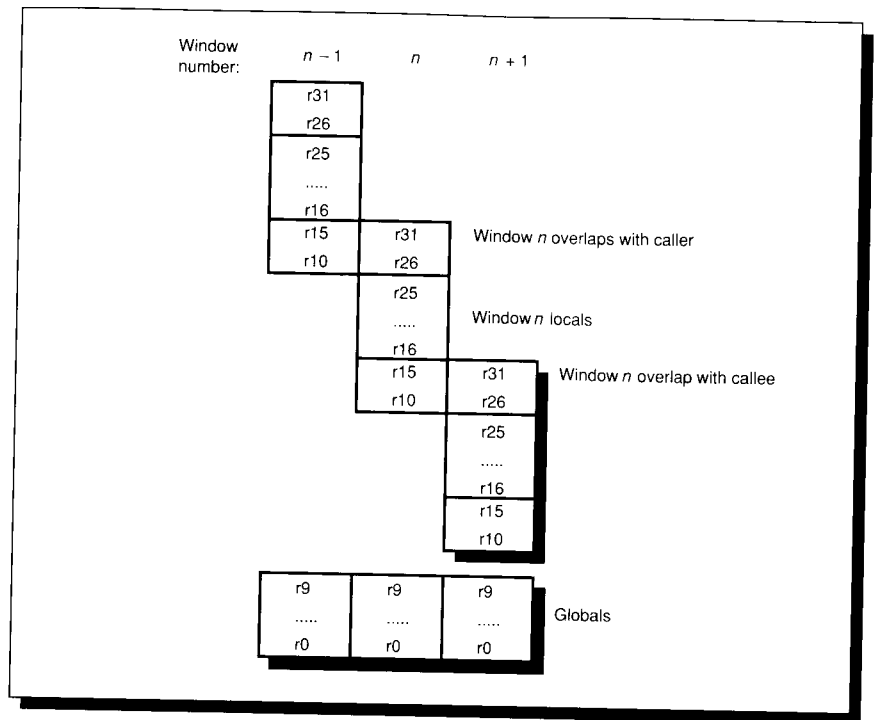 Window number: n – 1 n n + 1
r31
r26
r25
.....
r16
r15 r31 Window n overlaps with caller
r10 r26
r25
..... Window n locals
r16
r15 r31 Window n overlap with callee
r10 r26
r25
.....
r16
r15
r10
r9 r9 r9
..... ..... ..... Globals
r0 r0 r0